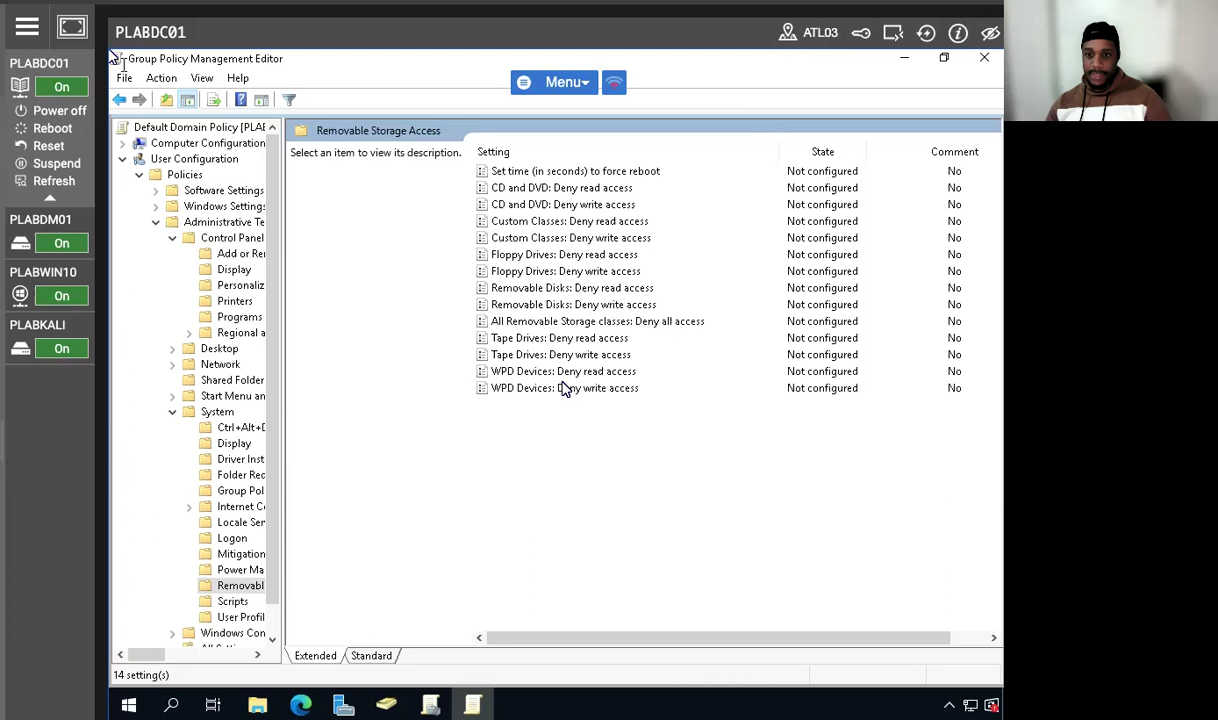 PLABDC01
ATL03
PLABDC01
On
Power off
Reboot
Reset
Suspend
Refresh
PLABDM01
On
PLABWIN10
On
PLABKALI
On
Group Policy Management Editor
File Action View Help
Menu
Default Domain Policy [PLAE
Computer Configuration
User Configuration
Policies
Software Settings
Windows Settings
Administrative Te
Control Panel
Add or Rer
Display
Personaliz
Printers
Programs
Regional a
Desktop
Network
Shared Folder
Start Menu an
System
Ctrl+Alt+D
Display
Driver Inst
Folder Rec
Group Pol
Internet Co
Locale Ser
Logon
Mitigation
Power Ma
Removabl
Scripts
User Profil
Windows Con
Removable Storage Access
Select an item to view its description.
Setting State Comment
Set time (in seconds) to force reboot Not configured No
CD and DVD: Deny read access Not configured No
CD and DVD: Deny write access Not configured No
Custom Classes: Deny read access Not configured No
Custom Classes: Deny write access Not configured No
Floppy Drives: Deny read access Not configured No
Floppy Drives: Deny write access Not configured No
Removable Disks: Deny read access Not configured No
Removable Disks: Deny write access Not configured No
All Removable Storage classes: Deny all access Not configured No
Tape Drives: Deny read access Not configured No
Tape Drives: Deny write access Not configured No
WPD Devices: Deny read access Not configured No
WPD Devices: Deny write access Not configured No
Extended Standard
14 setting(s)